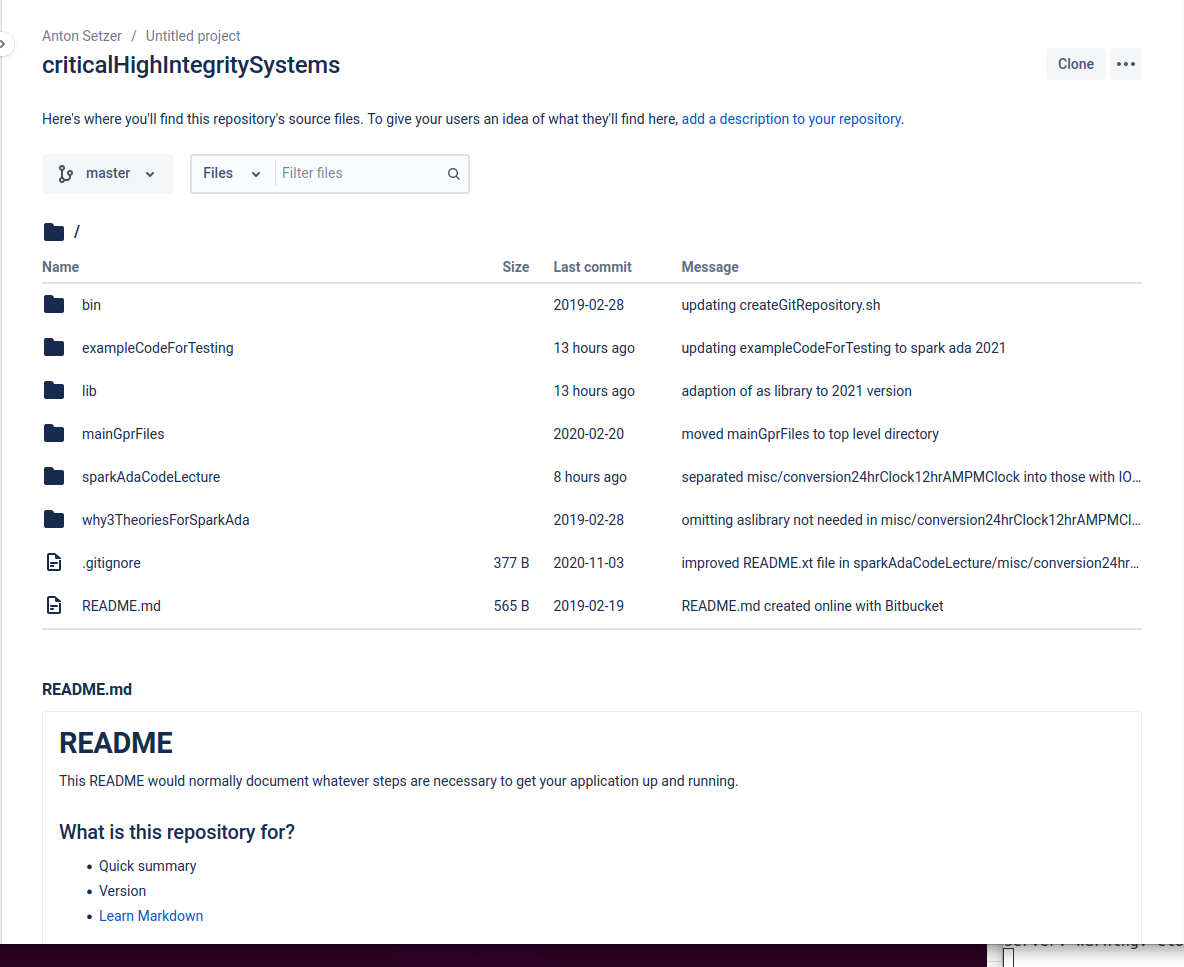 Anton Setzer / Untitled project
criticalHighIntegritySystems
Clone
Here's where you'll find this repository's source files. To give your users an idea of what they'll find here, add a description to your repository.
master
Files Filter files
/
Name Size Last commit Message
bin 2019-02-28 updating createGitRepository.sh
exampleCodeForTesting 13 hours ago updating exampleCodeForTesting to spark ada 2021
lib 13 hours ago adaption of as library to 2021 version
mainGprFiles 2020-02-20 moved mainGprFiles to top level directory
sparkAdaCodeLecture 8 hours ago separated misc/conversion24hrClock12hrAMPMClock into those with IO…
why3TheoriesForSparkAda 2019-02-28 omitting aslibrary not needed in misc/conversion24hrClock12hrAMPMCl…
.gitignore 377 B 2020-11-03 improved README.xt file in sparkAdaCodeLecture/misc/conversion24hr…
README.md 565 B 2019-02-19 README.md created online with Bitbucket
README.md
README
This README would normally document whatever steps are necessary to get your application up and running.
What is this repository for?
• Quick summary
• Version
• Learn Markdown